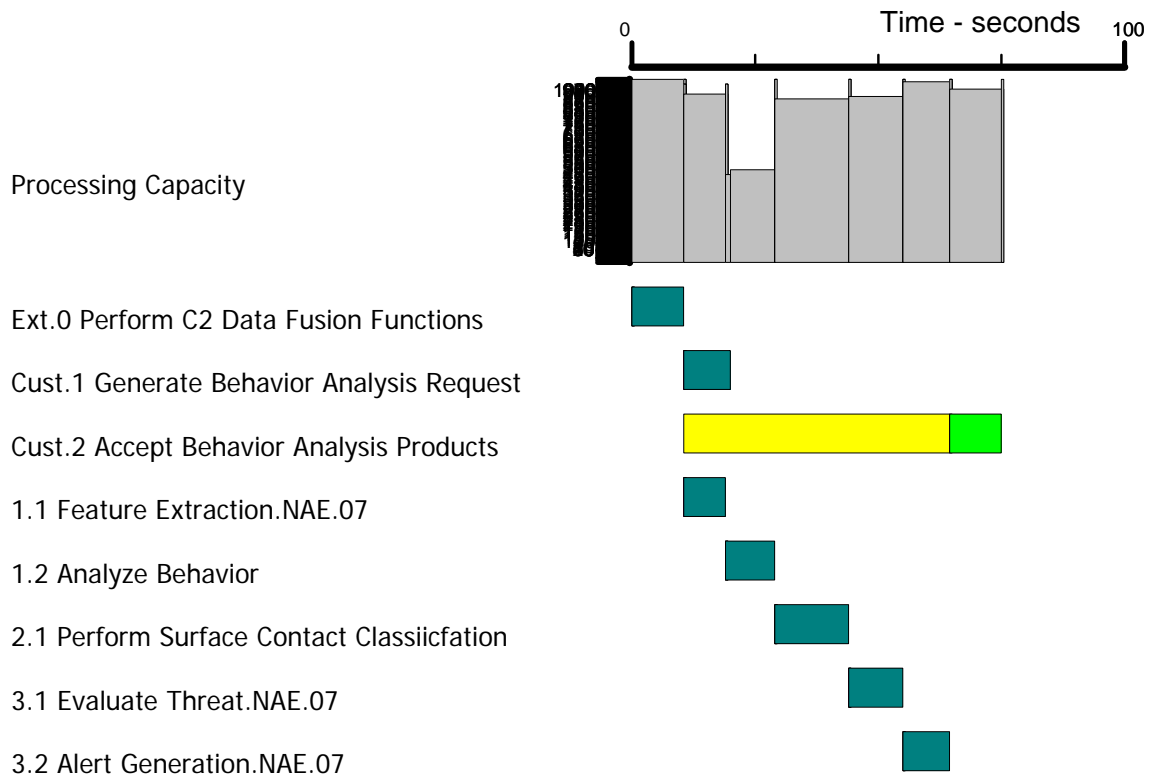 0 Time - seconds 100
Processing Capacity
Ext.0 Perform C2 Data Fusion Functions
Cust.1 Generate Behavior Analysis Request
Cust.2 Accept Behavior Analysis Products
1.1 Feature Extraction.NAE.07
1.2 Analyze Behavior
2.1 Perform Surface Contact Classiicfation
3.1 Evaluate Threat.NAE.07
3.2 Alert Generation.NAE.07